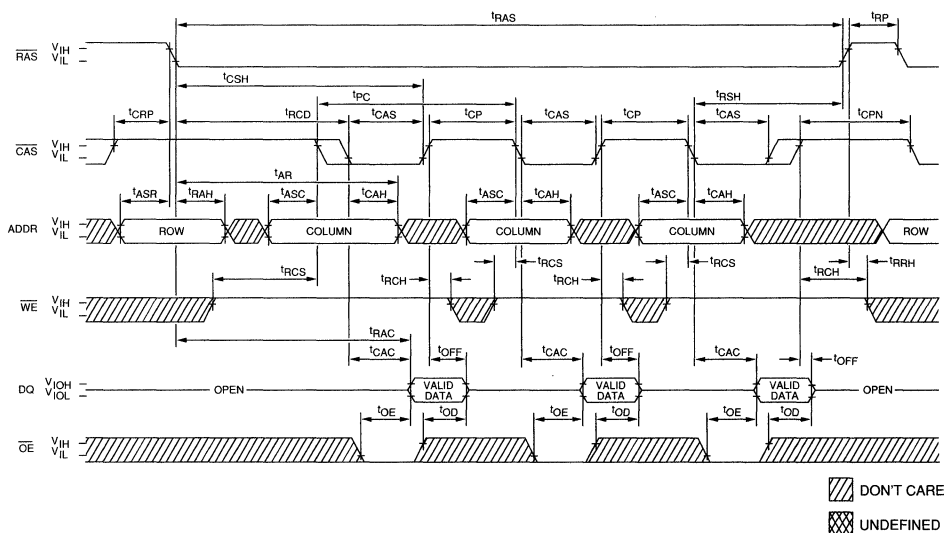 tRAS tRP
RAS VIH VIL
tCSH
tPC tRSH
tCRP tRCD tCAS tCP tCAS tCP tCAS tCPN
CAS VIH VIL
tAR
tASR tRAH tASC tCAH tASC tCAH tASC tCAH
ADDR VIH VIL ROW COLUMN COLUMN COLUMN ROW
tRCS tRCH tRCS tRCH tRCS tRCH tRRH
WE VIH VIL
tRAC
tCAC tOFF tCAC tOFF tCAC tOFF
DQ VIOH VIOL OPEN VALID DATA VALID DATA VALID DATA OPEN
tOE tOD tOE tOD tOE tOD
OE VIH VIL
DON'T CARE
UNDEFINED